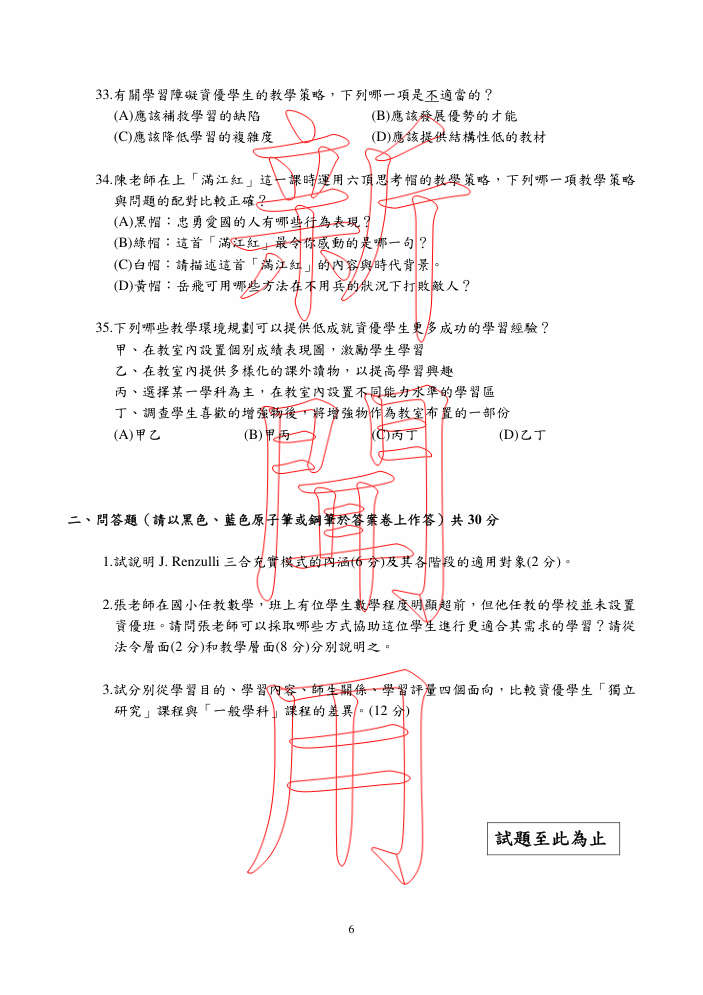 33.有關學習障礙資優學生的教學策略，下列哪一項是不適當的？
(A)應該補救學習的缺陷 (B)應該發展優勢的才能
(C)應該降低學習的複雜度 (D)應該提供結構性低的教材
34.陳老師在上「滿江紅」這一課時運用六頂思考帽的教學策略，下列哪一項教學策略
與問題的配對比較正確？
(A)黑帽：忠勇愛國的人有哪些行為表現？
(B)綠帽：這首「滿江紅」最令你感動的是哪一句？
(C)白帽：請描述這首「滿江紅」的內容與時代背景。
(D)黃帽：岳飛可用哪些方法在不用兵的狀況下打敗敵人？
35.下列哪些教學環境規劃可以提供低成就資優學生更多成功的學習經驗？
甲、在教室內設置個別成績表現圖，激勵學生學習
乙、在教室內提供多樣化的課外讀物，以提高學習興趣
丙、選擇某一學科為主，在教室內設置不同能力水準的學習區
丁、調查學生喜歡的增強物後，將增強物作為教室布置的一部份
(A)甲乙 (B)甲丙 (C)丙丁 (D)乙丁
二、問答題（請以黑色、藍色原子筆或鋼筆於答案卷上作答）共 30 分
1.試說明 J. Renzulli 三合充實模式的內涵(6 分)及其各階段的適用對象(2 分)。
2.張老師在國小任教數學，班上有位學生數學程度明顯超前，但他任教的學校並未設置
資優班。請問張老師可以採取哪些方式協助這位學生進行更適合其需求的學習？請從
法令層面(2 分)和教學層面(8 分)分別說明之。
3.試分別從學習目的、學習內容、師生關係、學習評量四個面向，比較資優學生「獨立
研究」課程與「一般學科」課程的差異。(12 分)
試題至此為止
6
新
聞
用